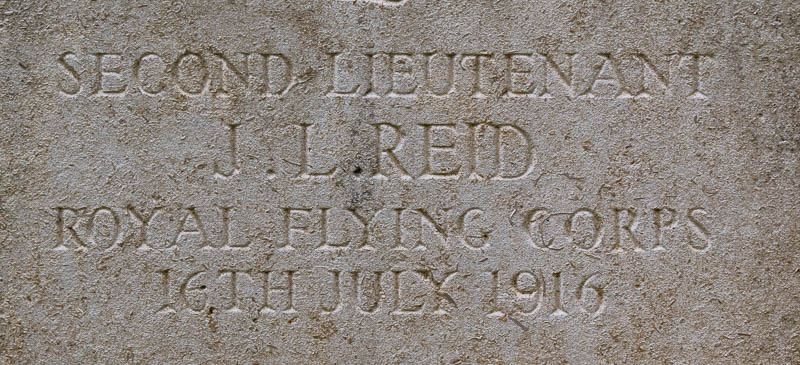 SECOND LIEUTENANT
J. L. REID
ROYAL FLYING CORPS
16TH JULY 1916